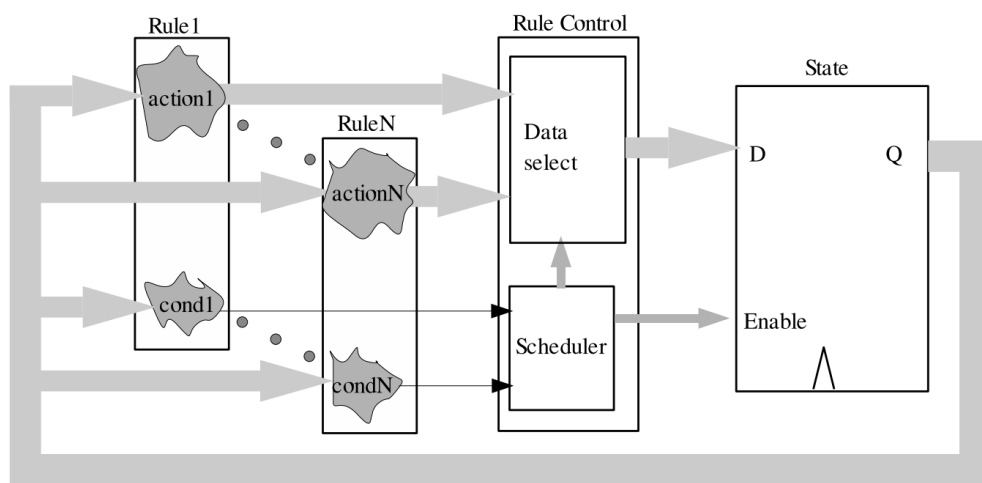 Rule1
Rule Control
State
action1
RuleN
Data
select
D
Q
actionN
cond1
Enable
Scheduler
condN